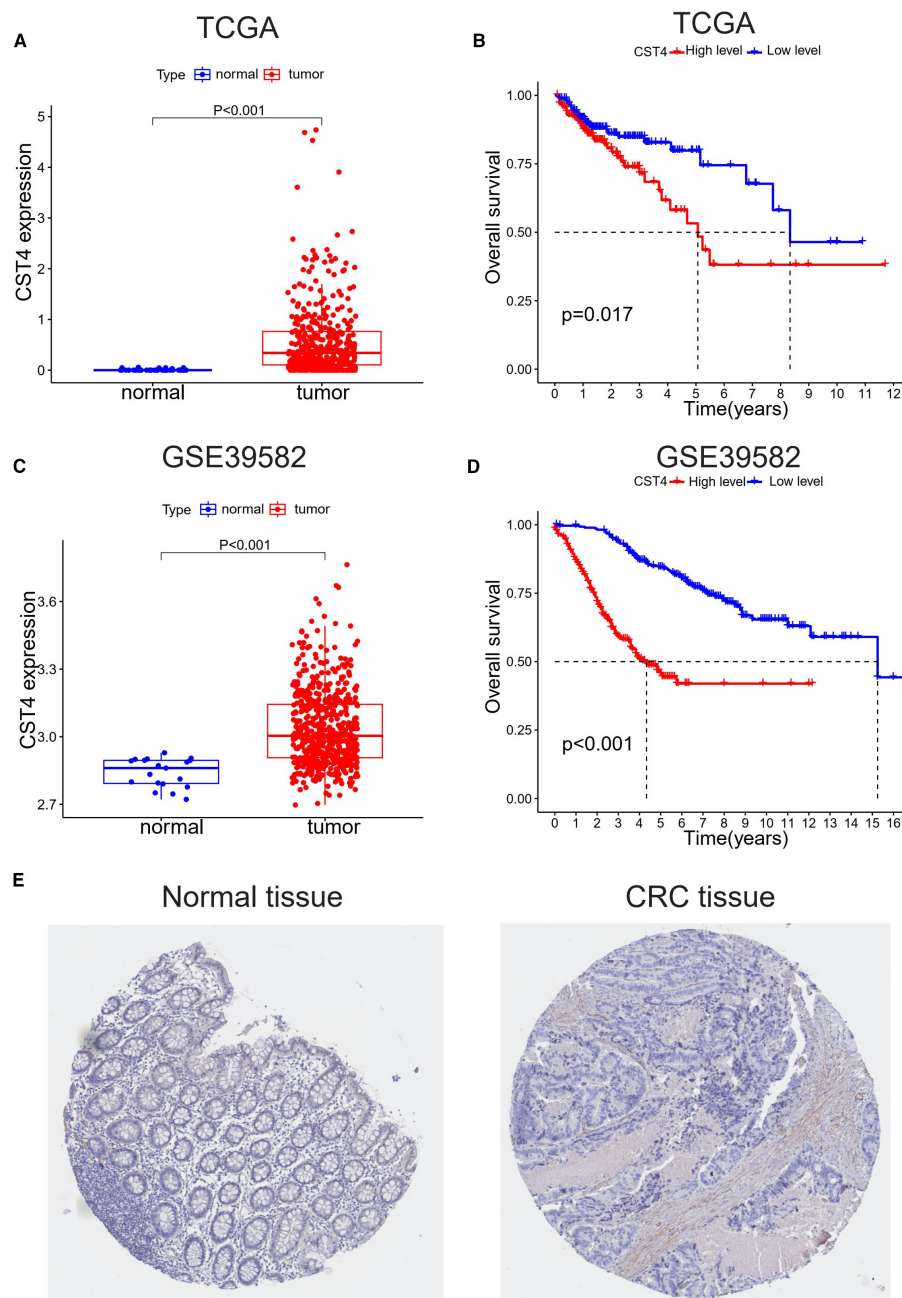 A
TCGA
Type normal tumor
P<0.001
CST4 expression
5
4
3
2
1
0
normal tumor
B
TCGA
CST4 High level Low level
Overall survival
1.00
0.75
0.50
0.25
0.00
p=0.017
0 1 2 3 4 5 6 7 8 9 10 11 12
Time(years)
C
GSE39582
Type normal tumor
P<0.001
CST4 expression
3.6
3.3
3.0
2.7
normal tumor
D
GSE39582
CST4 High level Low level
Overall survival
1.00
0.75
0.50
0.25
0.00
p<0.001
0 1 2 3 4 5 6 7 8 9 10 11 12 13 14 15 16
Time(years)
E
Normal tissue
CRC tissue